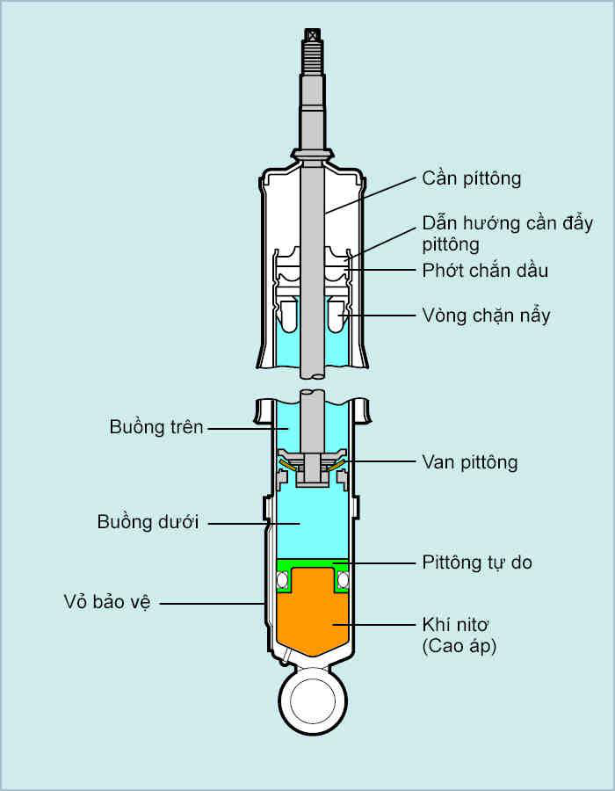 Cần píttông
Dẫn hướng cần đẩy
pittông
Phớt chắn dầu
Vòng chặn nẩy
Buồng trên
Van pittông
Buồng dưới
Pittông tự do
Vỏ bảo vệ
Khí nitơ
(Cao áp)